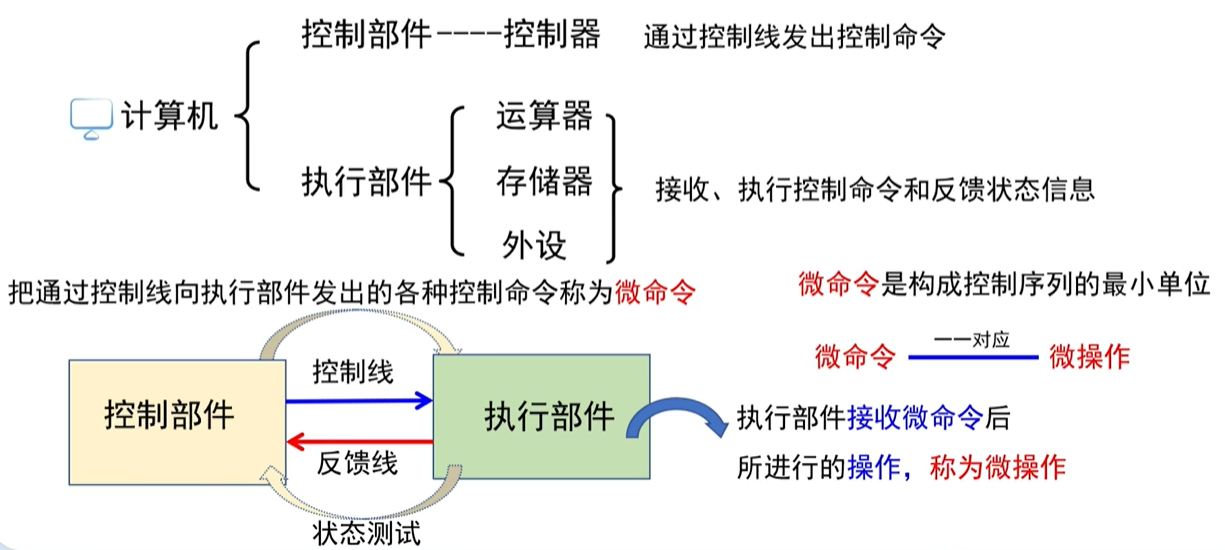 控制部件----控制器 通过控制线发出控制命令
计算机
运算器
执行部件
存储器
接收、执行控制命令和反馈状态信息
外设
把通过控制线向执行部件发出的各种控制命令称为微命令
微命令是构成控制序列的最小单位
微命令 一一对应 微操作
控制线
控制部件
执行部件
反馈线
状态测试
执行部件接收微命令后
所进行的操作，称为微操作